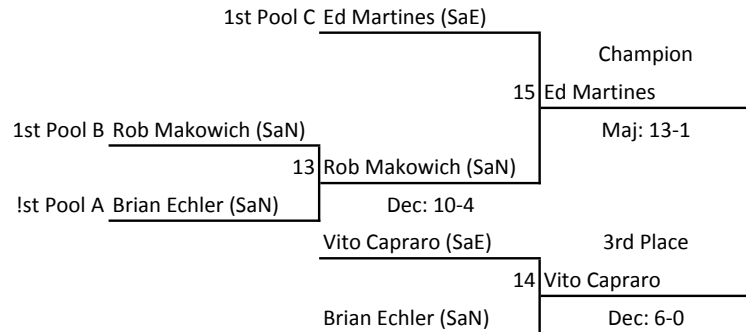 1st Pool C Ed Martines (SaE)
Champion
15 Ed Martines
1st Pool B Rob Makowich (SaN)
Maj: 13-1
13 Rob Makowich (SaN)
!st Pool A Brian Echler (SaN)
Dec: 10-4
Vito Capraro (SaE)
3rd Place
14 Vito Capraro
Brian Echler (SaN)
Dec: 6-0